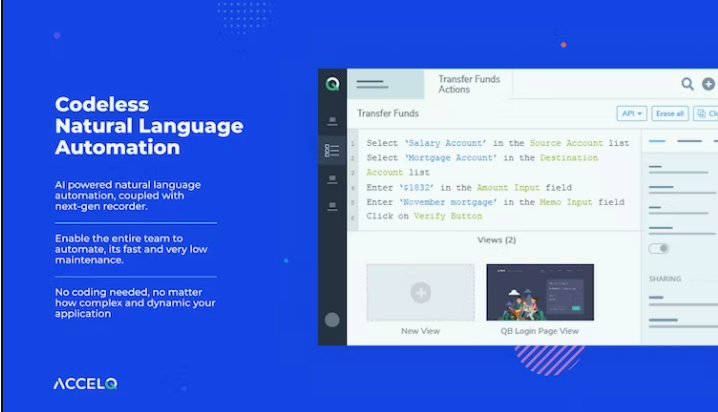 Codeless
Natural Language
Automation
AI powered natural language
automation, coupled with
next-gen recorder.
Enable the entire team to
automate, its fast and very low
maintenance.
No coding needed, no matter
how complex and dynamic your
application
ACCELQ
Transfer Funds
Actions
Transfer Funds
API
Erase all
Clo
1 Select 'Salary Account' in the Source Account list
2 Select 'Mortgage Account' in the Destination
3 Account list
4 Enter '$1832' in the Amount Input field
5 Enter 'November mortgage' in the Memo Input field
6 Click on Verify Button
Views (2)
New View
QB Login Page View
SHARING